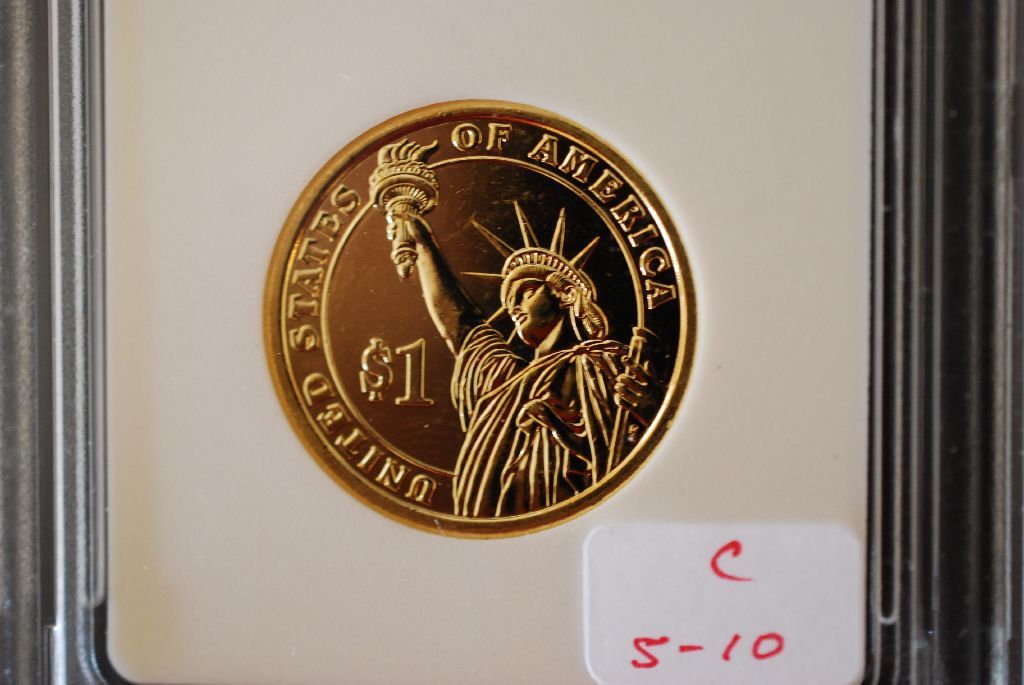 UNITED STATES OF AMERICA
$1
C
5-10